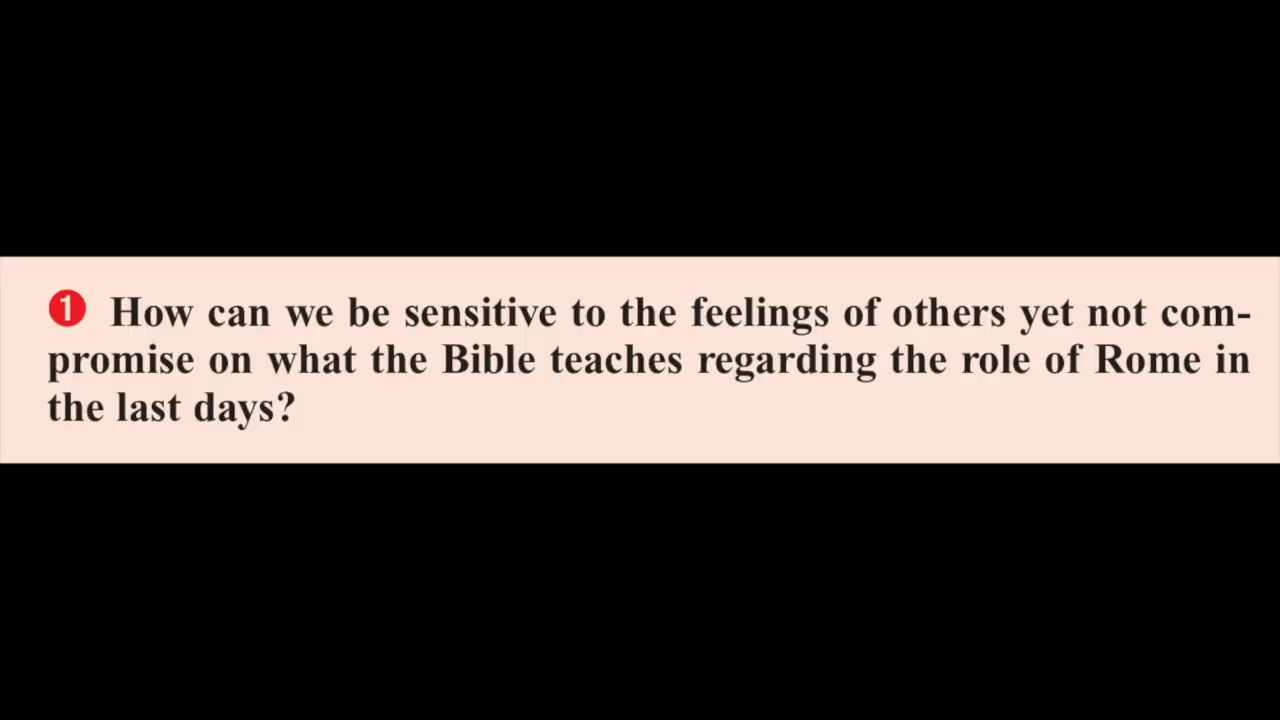 1 How can we be sensitive to the feelings of others yet not com-
promise on what the Bible teaches regarding the role of Rome in
the last days?